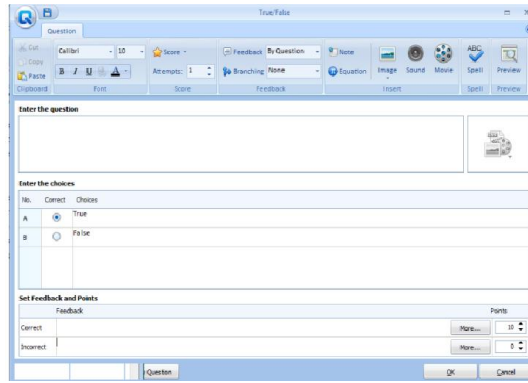 True/False
Question
Cut
Copy
Paste
Clipboard
Calibri
10
B I U A
Font
Score
Attempts: 1
Score
Feedback By Question
Branching None
Feedback
None
Equation
Image
Sound
Movie
Insert
ABC
Spell
Spell
Preview
Preview
Enter the question
Enter the choices
No. Correct Choices
A True
B False
Set Feedback and Points
Feedback Points
Correct More... 10
Incorrect More... 0
Question OK Cancel